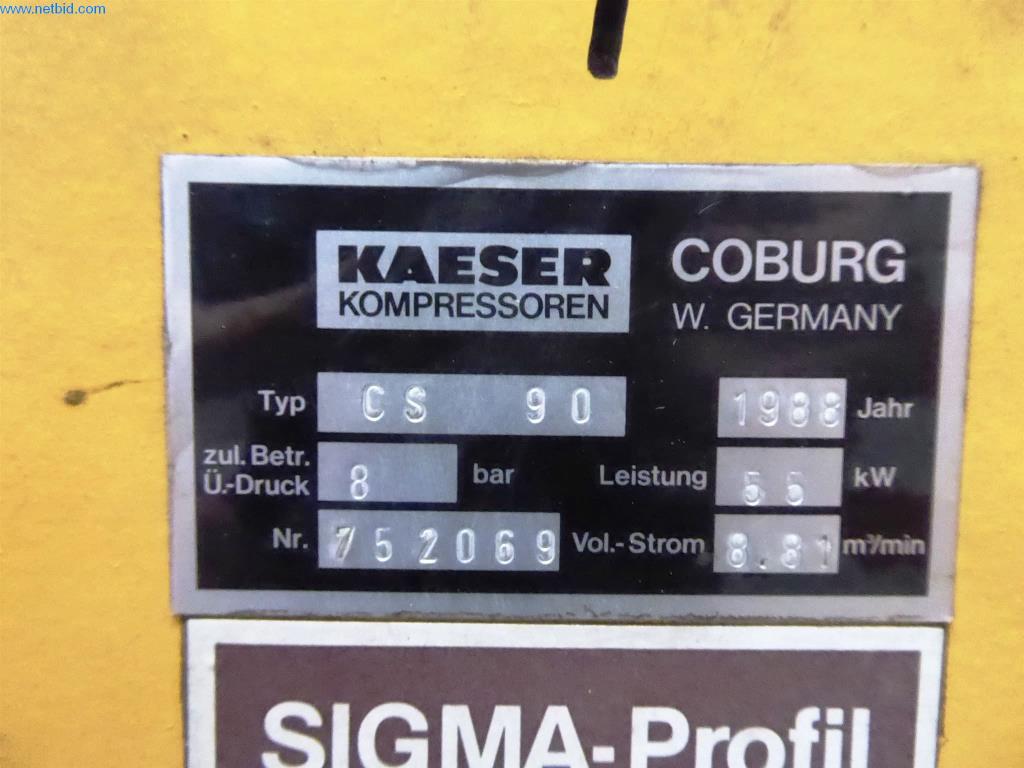 www.netbid.com
KAESER
KOMPRESSOREN
COBURG
W. GERMANY
Typ CS 90 1988 Jahr
zul. Betr.
Ü.-Druck 8 bar Leistung 55 kW
Nr. 752069 Vol.-Strom 8.81 m³/min
SIGMA-Profil